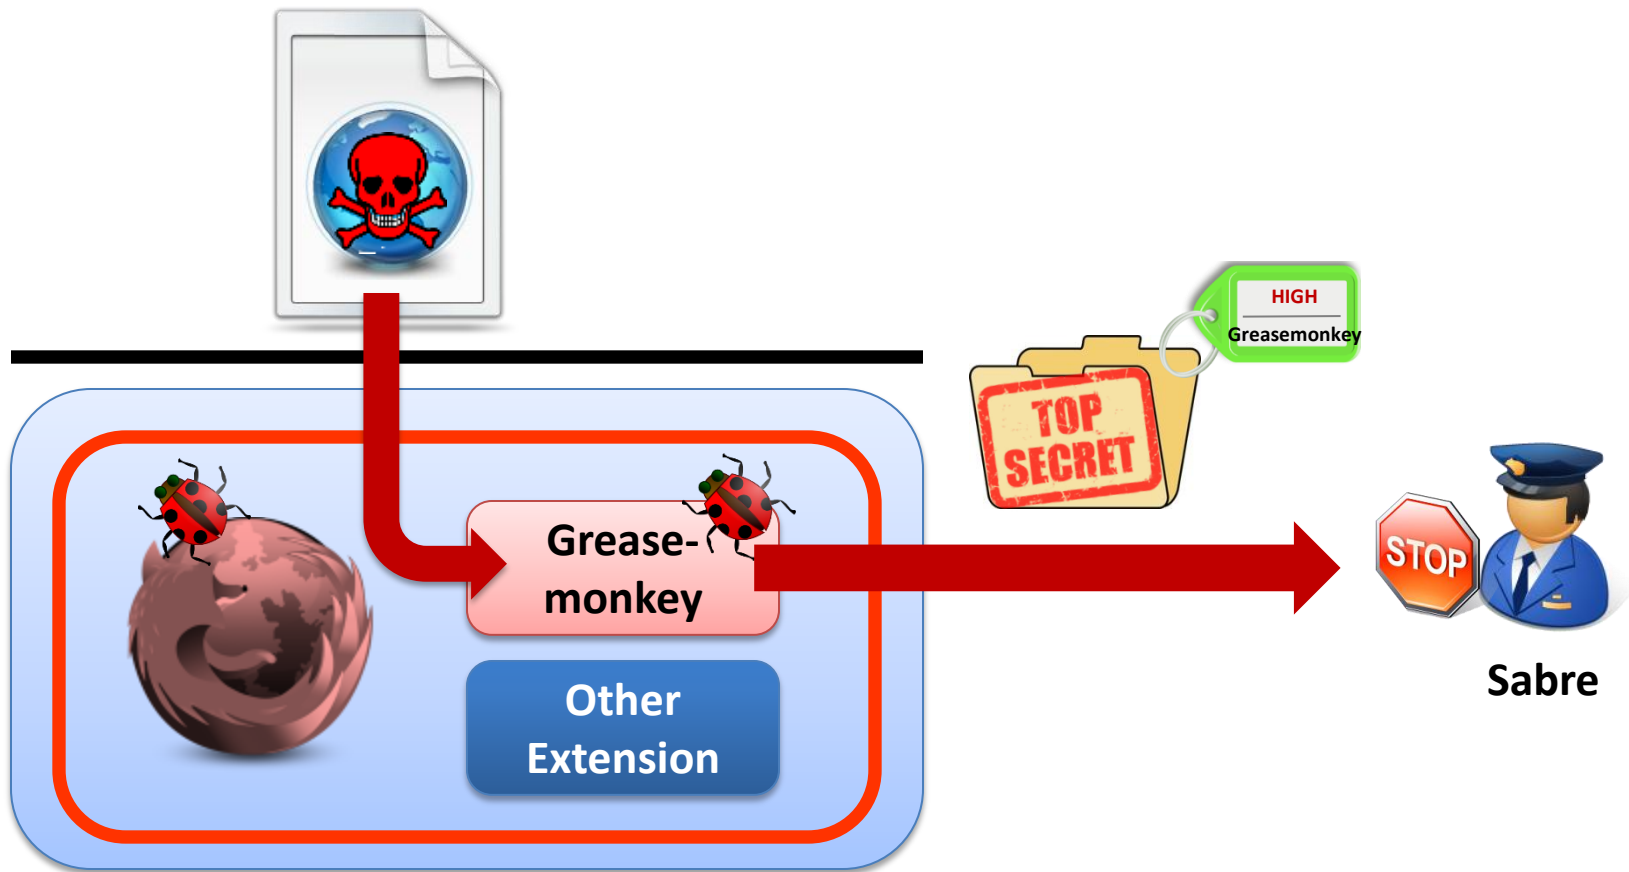 HIGH
Greasemonkey
TOP
SECRET
STOP
Grease-
monkey
Sabre
Other
Extension